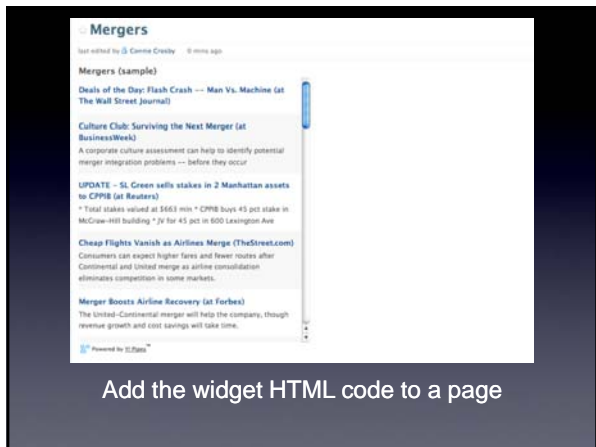 Mergers
last edited by Connie Crosby 9 mins ago
Mergers (sample)
Deals of the Day: Flash Crash -- Man Vs. Machine (at
The Wall Street Journal)
Culture Club: Surviving the Next Merger (at
BusinessWeek)
A corporate culture assessment can help to identify potential
merger integration problems -- before they occur
UPDATE - SL Green sells stakes in 2 Manhattan assets
to CPPIB (at Reuters)
* Total stakes valued at $663 mln * CPPIB buys 45 pct stake in
McGraw-Hill building * JV for 45 pct in 600 Lexington Ave
Cheap Flights Vanish as Airlines Merge (TheStreet.com)
Consumers can expect higher fares and fewer routes after
Continental and United merge as airline consolidation
eliminates competition in some markets.
Merger Boosts Airline Recovery (at Forbes)
The United-Continental merger will help the company, though
revenue growth and cost savings will take time.
Powered by Y! Pipes™
Add the widget HTML code to a page